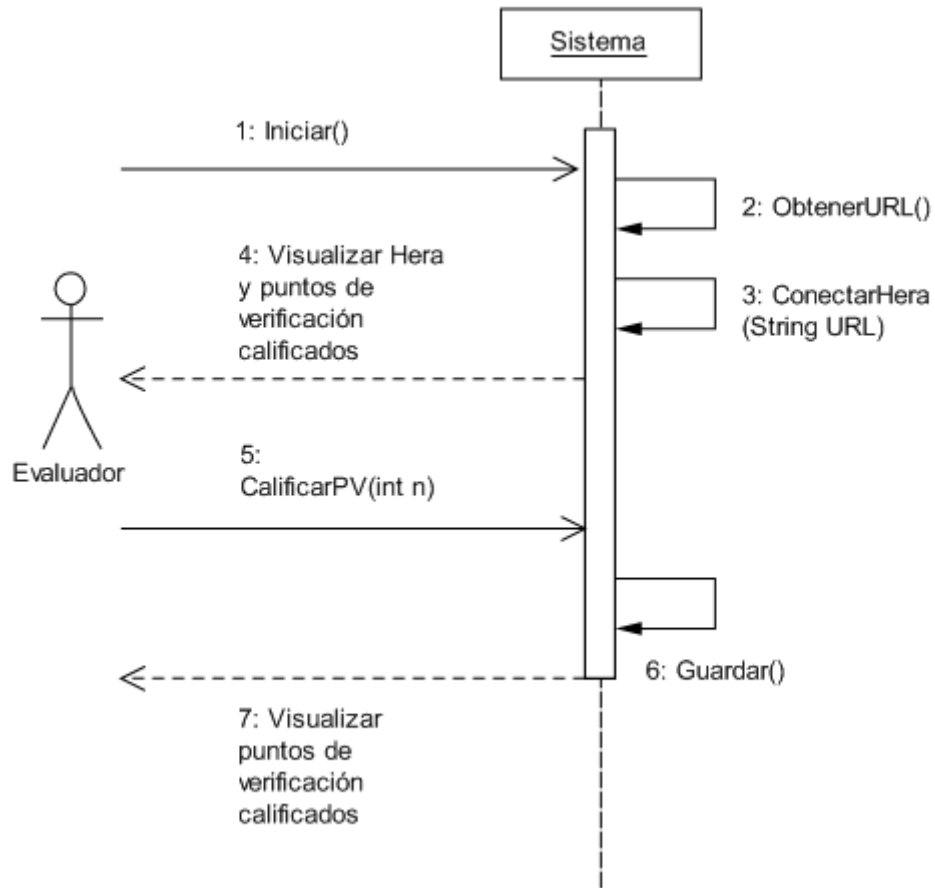 Sistema
1: Iniciar()
2: ObtenerURL()
4: Visualizar Hera
y puntos de
verificación
calificados
3: ConectarHera
(String URL)
Evaluador
5:
CalificarPV(int n)
6: Guardar()
7: Visualizar
puntos de
verificación
calificados